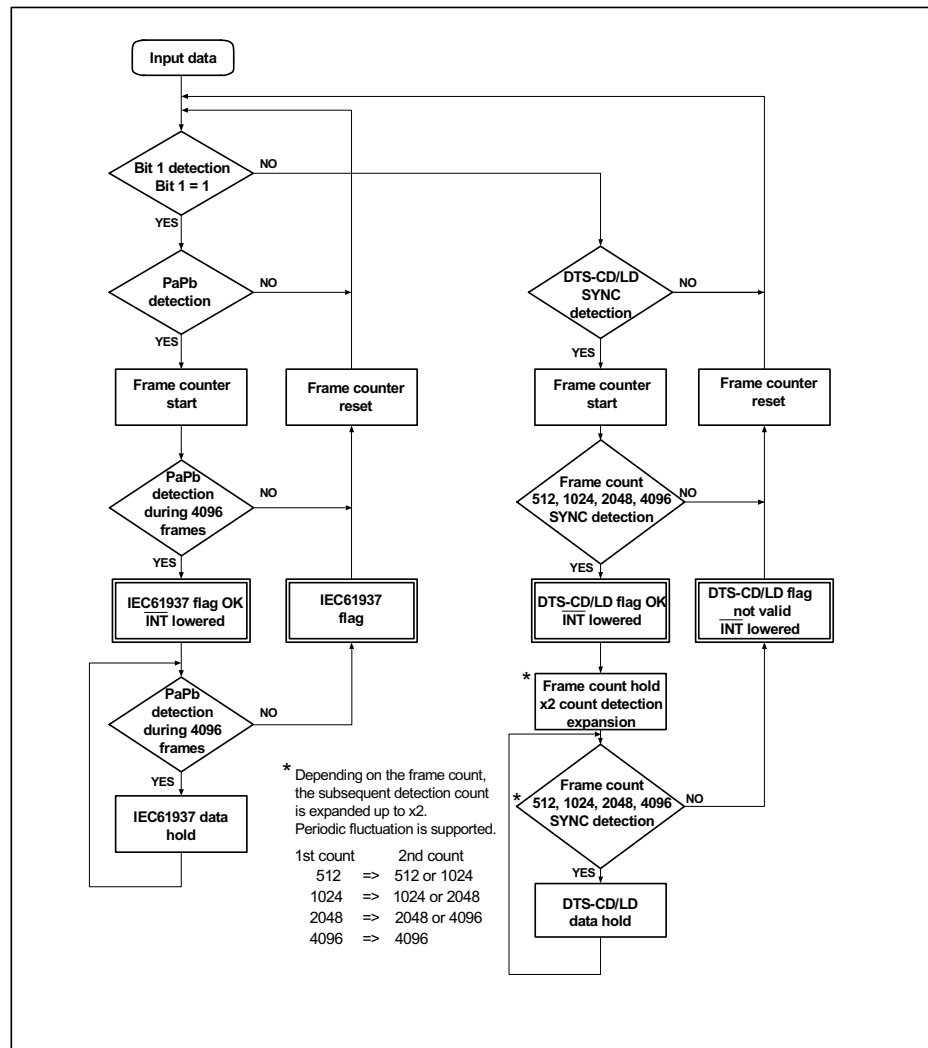 Input data
Bit 1 detection
Bit 1 = 1
NO
YES
PaPb
detection
NO
YES
Frame counter
start
Frame counter
reset
PaPb
detection
during 4096
frames
NO
YES
IEC61937 flag OK
INT lowered
IEC61937
flag
PaPb
detection
during 4096
frames
NO
YES
IEC61937 data
hold
DTS-CD/LD
SYNC
detection
NO
YES
Frame counter
start
Frame counter
reset
Frame count
512, 1024, 2048, 4096
SYNC detection
NO
YES
DTS-CD/LD flag OK
INT lowered
DTS-CD/LD flag
not valid
INT lowered
* Frame count hold
x2 count detection
expansion
* Frame count
512, 1024, 2048, 4096
SYNC detection
NO
YES
DTS-CD/LD
data hold
* Depending on the frame count,
the subsequent detection count
is expanded up to x2.
Periodic fluctuation is supported.
1st count 2nd count
512 => 512 or 1024
1024 => 1024 or 2048
2048 => 2048 or 4096
4096 => 4096